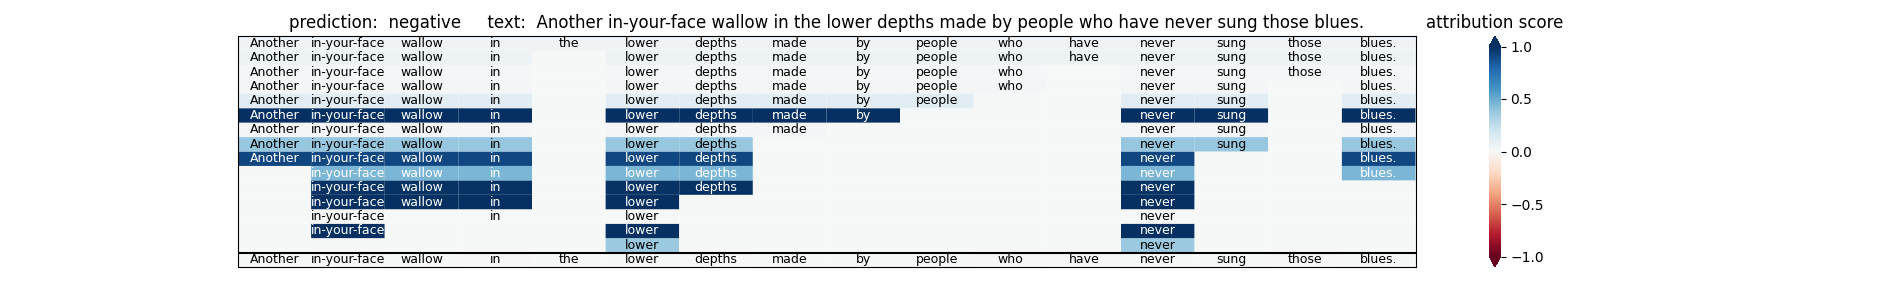 prediction:  negative     text:  Another in-your-face wallow in the lower depths made by people who have never sung those blues.     attribution score
Another in-your-face wallow in the lower depths made by people who have never sung those blues.
Another in-your-face wallow in lower depths made by people who have never sung those blues.
Another in-your-face wallow in lower depths made by people who never sung those blues.
Another in-your-face wallow in lower depths made by people who never sung blues.
Another in-your-face wallow in lower depths made by people never sung blues.
Another in-your-face wallow in lower depths made by never sung blues.
Another in-your-face wallow in lower depths made never sung blues.
Another in-your-face wallow in lower depths never sung blues.
Another in-your-face wallow in lower depths never blues.
in-your-face wallow in lower depths never blues.
in-your-face wallow in lower depths never
in-your-face wallow in lower never
in-your-face in lower never
in-your-face lower never
lower never
Another in-your-face wallow in the lower depths made by people who have never sung those blues.
1.0
0.5
0.0
−0.5
−1.0